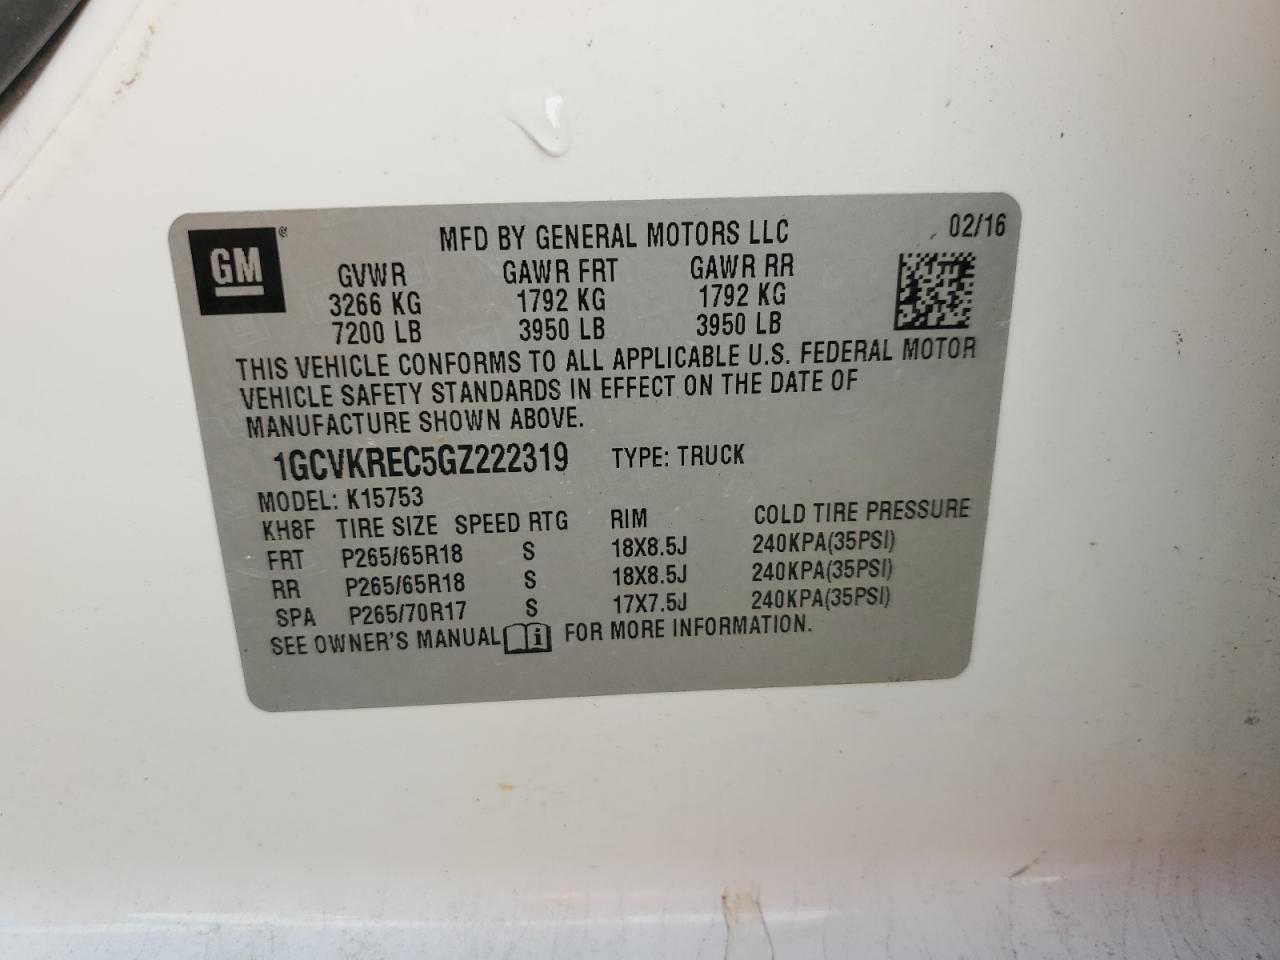 GM ® MFD BY GENERAL MOTORS LLC 02/16
GVWR GAWR FRT GAWR RR
3266 KG 1792 KG 1792 KG
7200 LB 3950 LB 3950 LB
THIS VEHICLE CONFORMS TO ALL APPLICABLE U.S. FEDERAL MOTOR
VEHICLE SAFETY STANDARDS IN EFFECT ON THE DATE OF
MANUFACTURE SHOWN ABOVE.
1GCVKREC5GZ222319 TYPE: TRUCK
MODEL: K15753
KH8F TIRE SIZE SPEED RTG RIM COLD TIRE PRESSURE
FRT P265/65R18 S 18X8.5J 240KPA(35PSI)
RR P265/65R18 S 18X8.5J 240KPA(35PSI)
SPA P265/70R17 S 17X7.5J 240KPA(35PSI)
SEE OWNER'S MANUAL i FOR MORE INFORMATION.